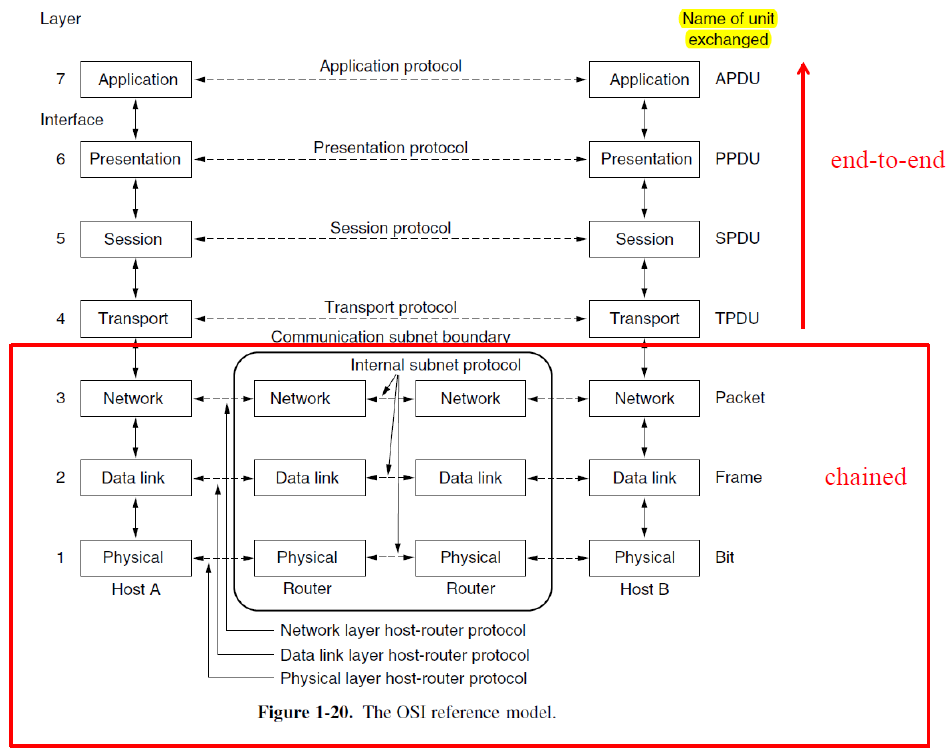 Layer
Name of unit
exchanged
7 Application Application protocol Application APDU
Interface
6 Presentation Presentation protocol Presentation PPDU
end-to-end
5 Session Session protocol Session SPDU
4 Transport Transport protocol Transport TPDU
Communication subnet boundary
Internal subnet protocol
3 Network Network Network Network Packet
2 Data link Data link Data link Data link Frame
chained
1 Physical Physical Physical Physical Bit
Host A Router Router Host B
Network layer host-router protocol
Data link layer host-router protocol
Physical layer host-router protocol
Figure 1-20. The OSI reference model.